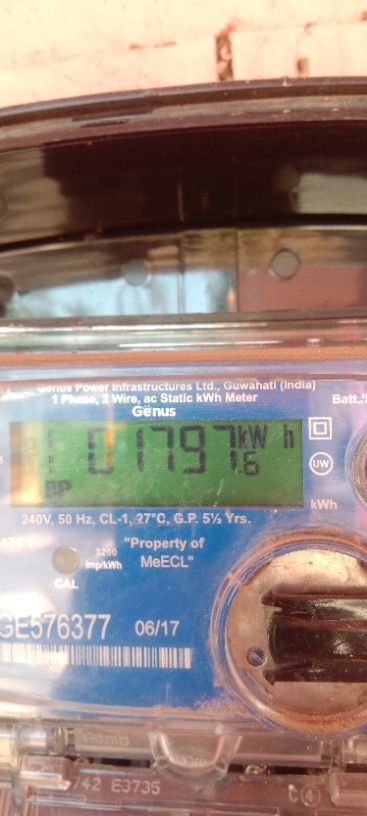 Genus Power Infrastructures Ltd., Guwahati (India)
1 Phase, 2 Wire, ac Static kWh Meter
Batt.
Genus
01797.6 kWh
UW
kWh
240V, 50 Hz, CL-1, 27°C, G.P. 5½ Yrs.
3200
imp/kWh
CAL
"Property of
MeECL"
GE576377 06/17
742 E3735
C4